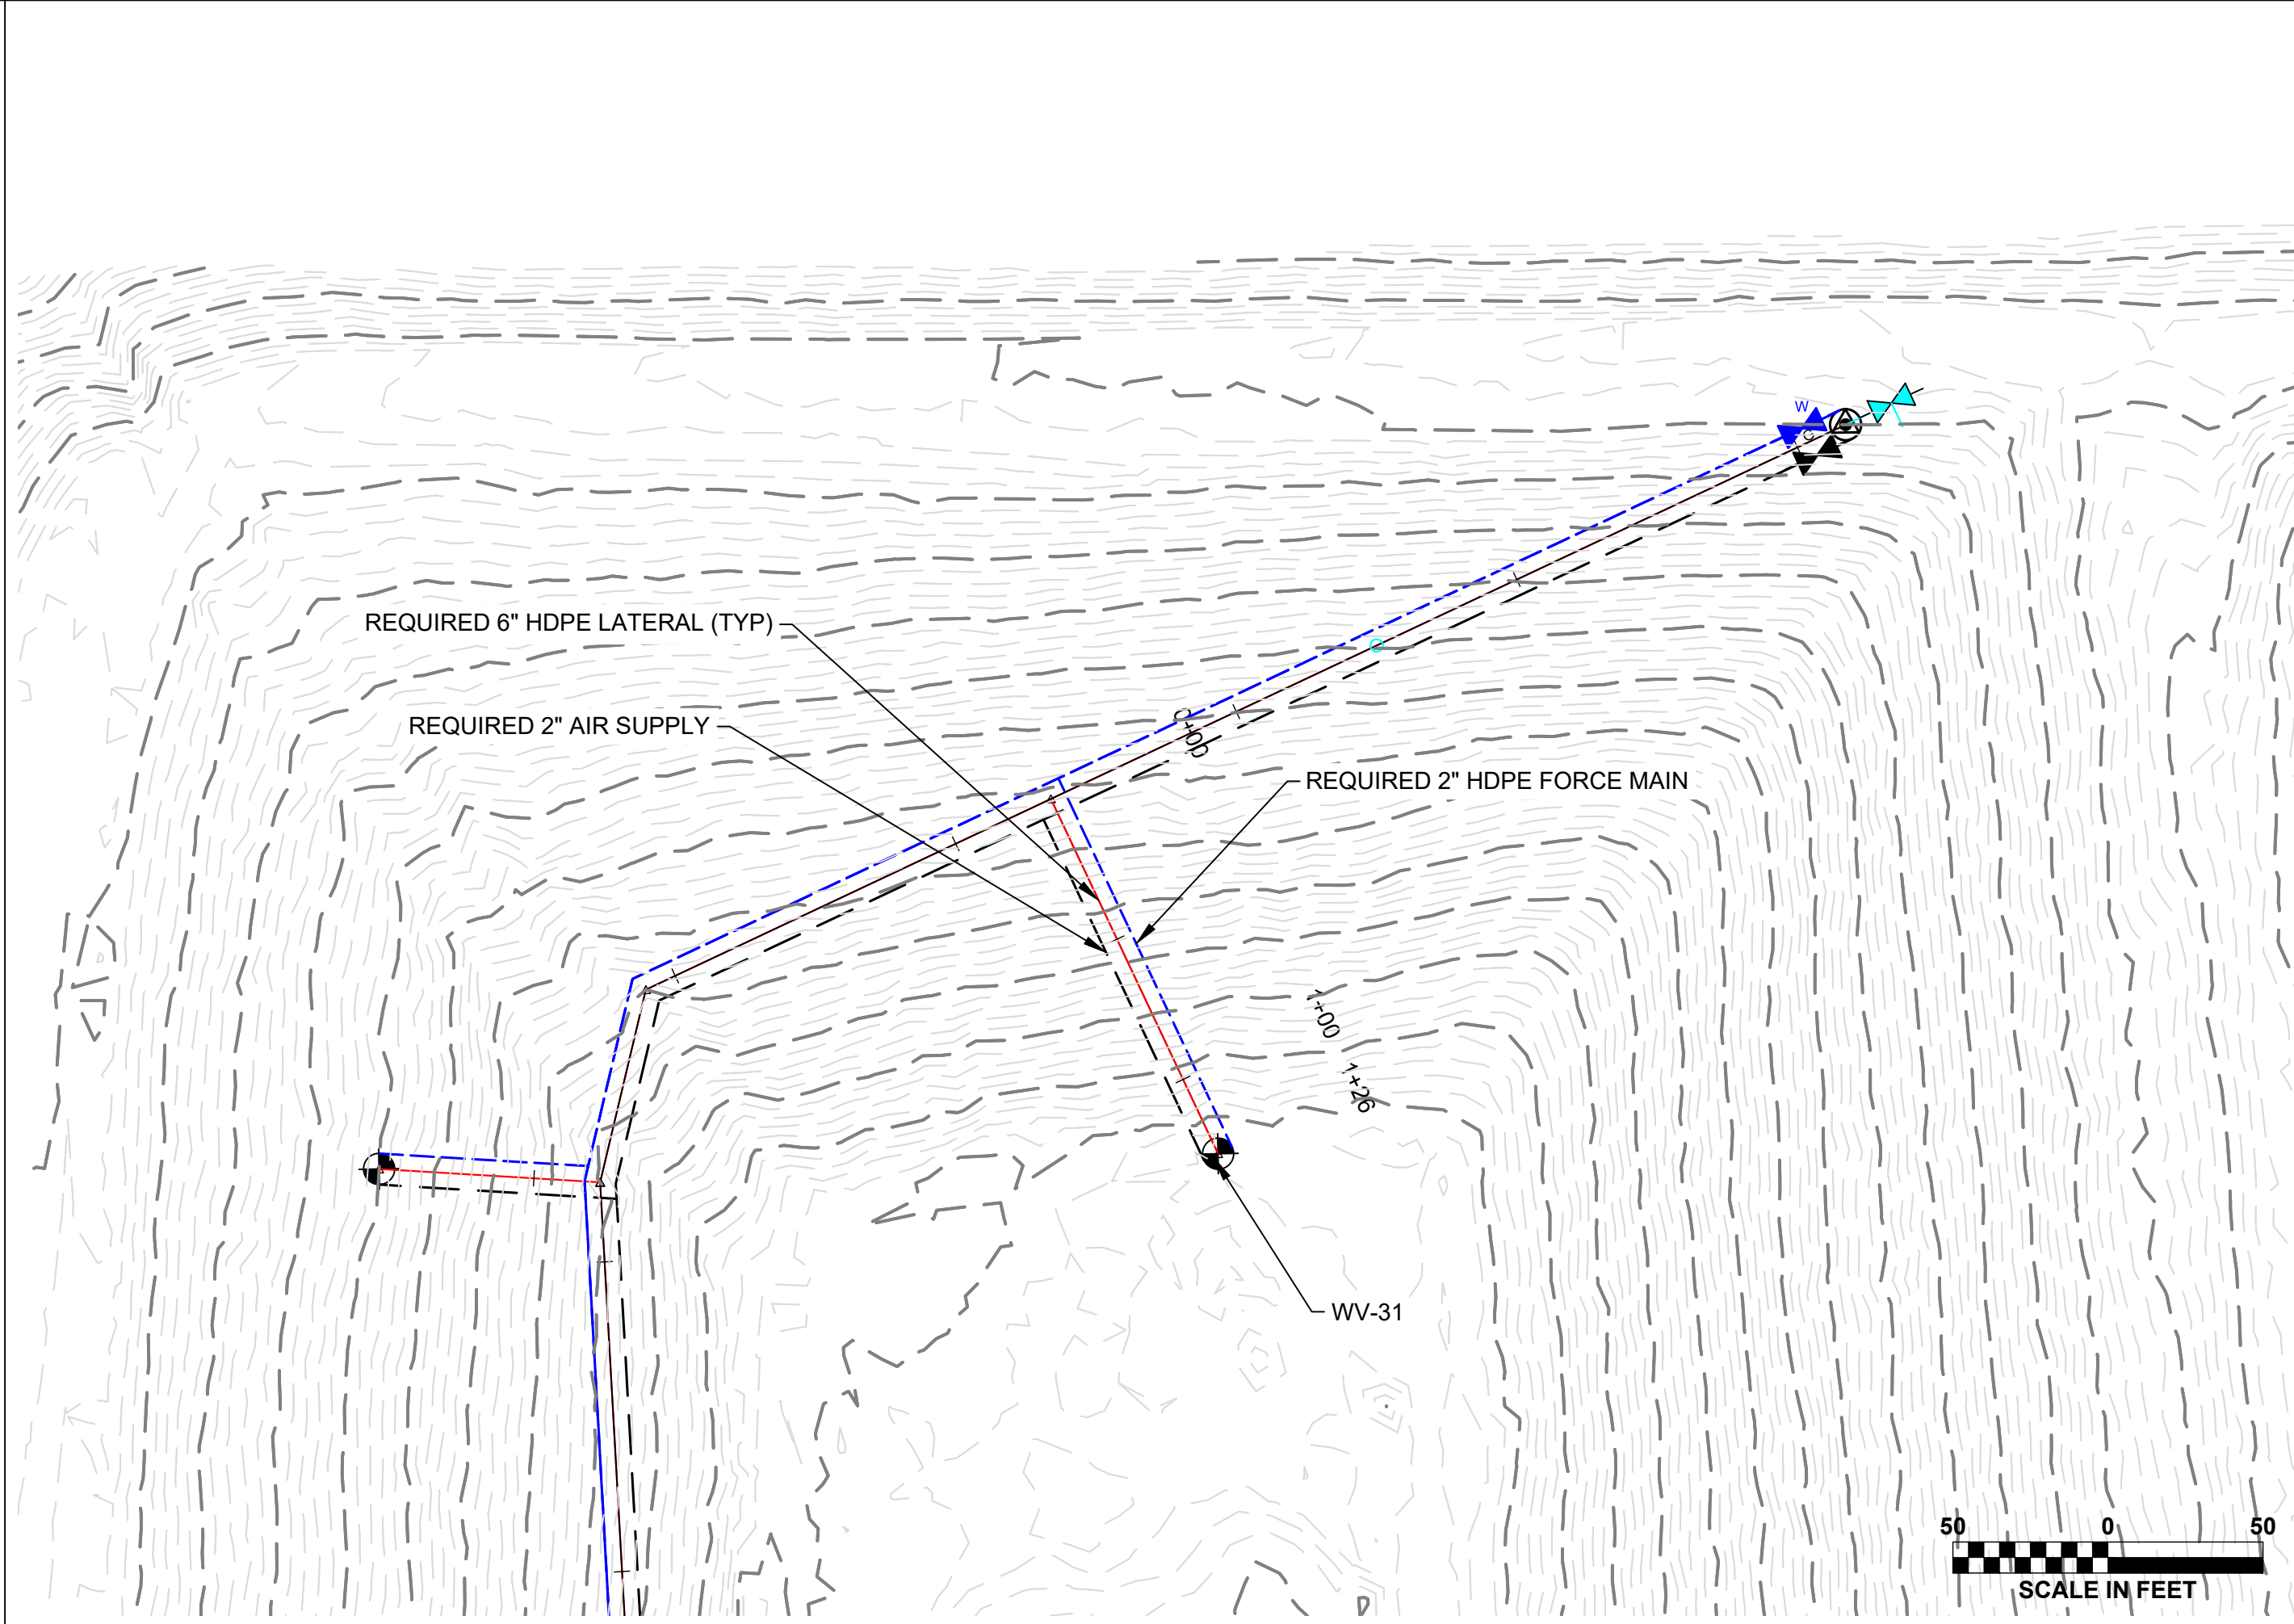 W
G
REQUIRED 6" HDPE LATERAL (TYP)
REQUIRED 2" AIR SUPPLY
0+00
REQUIRED 2" HDPE FORCE MAIN
1+00
1+26
WV-31
50 0 50
SCALE IN FEET